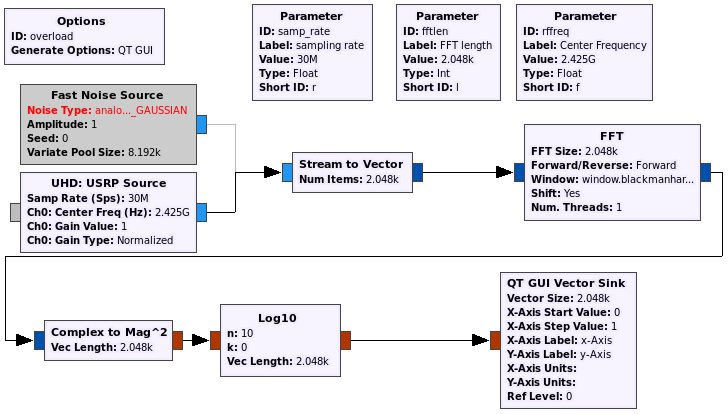 Options
ID: overload
Generate Options: QT GUI
Parameter
ID: samp_rate
Label: sampling rate
Value: 30M
Type: Float
Short ID: r
Parameter
ID: fftlen
Label: FFT length
Value: 2.048k
Type: Int
Short ID: l
Parameter
ID: rffreq
Label: Center Frequency
Value: 2.425G
Type: Float
Short ID: f
Fast Noise Source
Noise Type: analo..._GAUSSIAN
Amplitude: 1
Seed: 0
Variate Pool Size: 8.192k
UHD: USRP Source
Samp Rate (Sps): 30M
Ch0: Center Freq (Hz): 2.425G
Ch0: Gain Value: 1
Ch0: Gain Type: Normalized
Stream to Vector
Num Items: 2.048k
FFT
FFT Size: 2.048k
Forward/Reverse: Forward
Window: window.blackmanhar...
Shift: Yes
Num. Threads: 1
Complex to Mag^2
Vec Length: 2.048k
Log10
n: 10
k: 0
Vec Length: 2.048k
QT GUI Vector Sink
Vector Size: 2.048k
X-Axis Start Value: 0
X-Axis Step Value: 1
X-Axis Label: x-Axis
Y-Axis Label: y-Axis
X-Axis Units:
Y-Axis Units:
Ref Level: 0